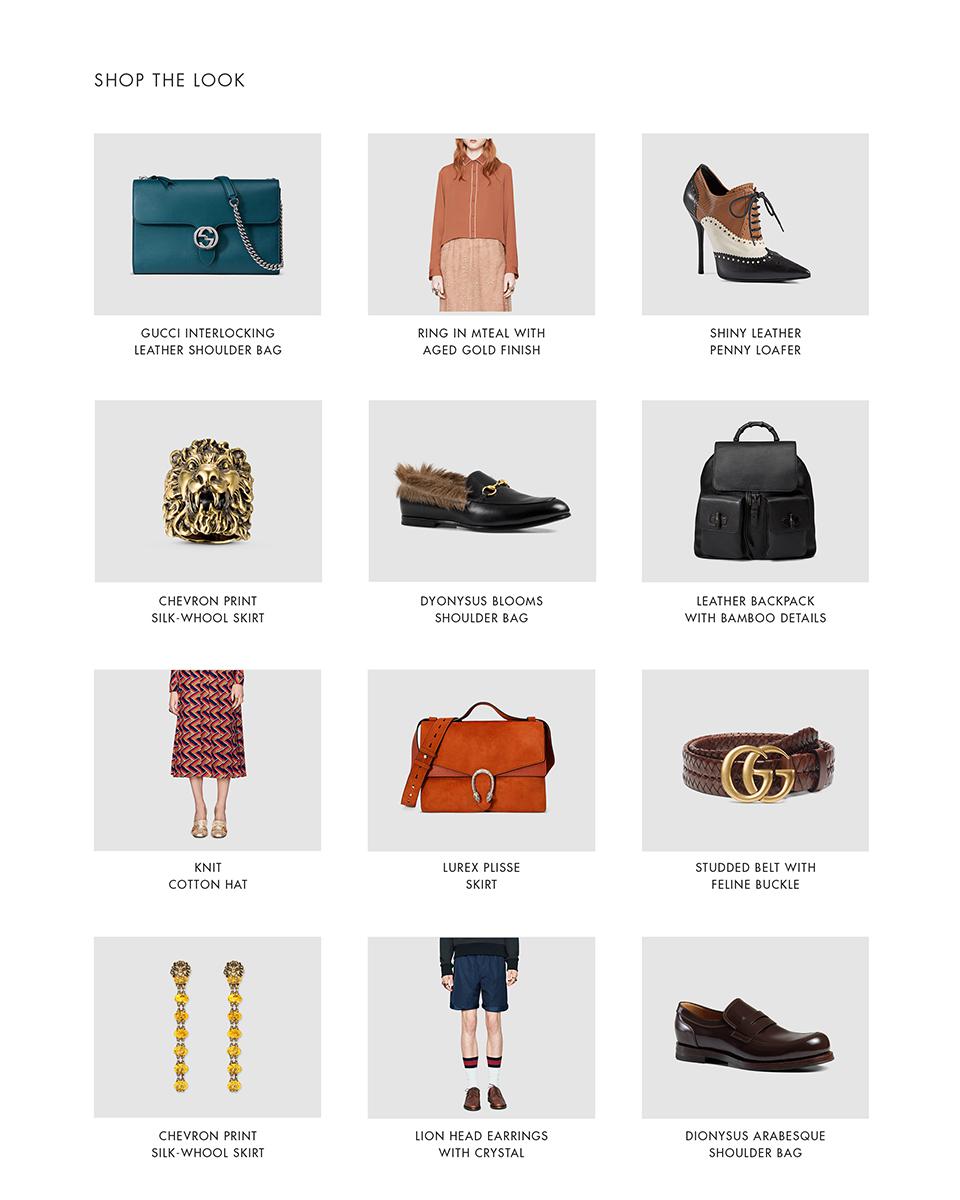 SHOP THE LOOK
GUCCI INTERLOCKING
LEATHER SHOULDER BAG
RING IN MTEAL WITH
AGED GOLD FINISH
SHINY LEATHER
PENNY LOAFER
CHEVRON PRINT
SILK-WHOOL SKIRT
DYONYSUS BLOOMS
SHOULDER BAG
LEATHER BACKPACK
WITH BAMBOO DETAILS
KNIT
COTTON HAT
LUREX PLISSE
SKIRT
STUDDED BELT WITH
FELINE BUCKLE
CHEVRON PRINT
SILK-WHOOL SKIRT
LION HEAD EARRINGS
WITH CRYSTAL
DIONYSUS ARABESQUE
SHOULDER BAG